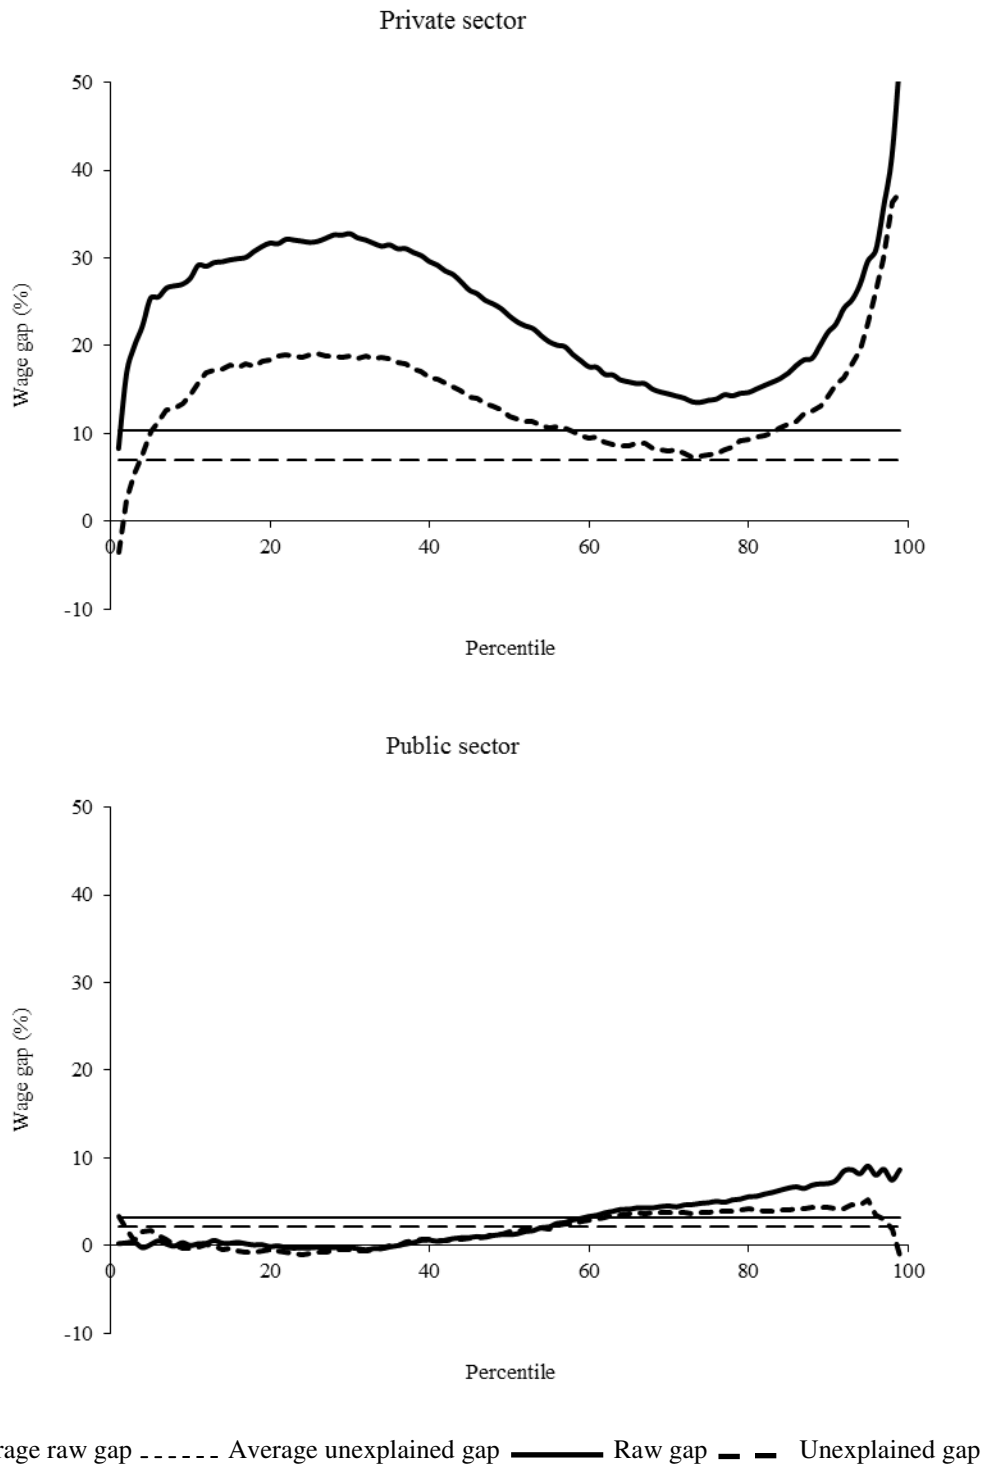 Private sector
50
40
30
20
10
0
-10
Wage gap (%)
0 20 40 60 80 100
Percentile
Public sector
50
40
30
20
10
0
-10
Wage gap (%)
0 20 40 60 80 100
Percentile
rage raw gap Average unexplained gap Raw gap Unexplained gap